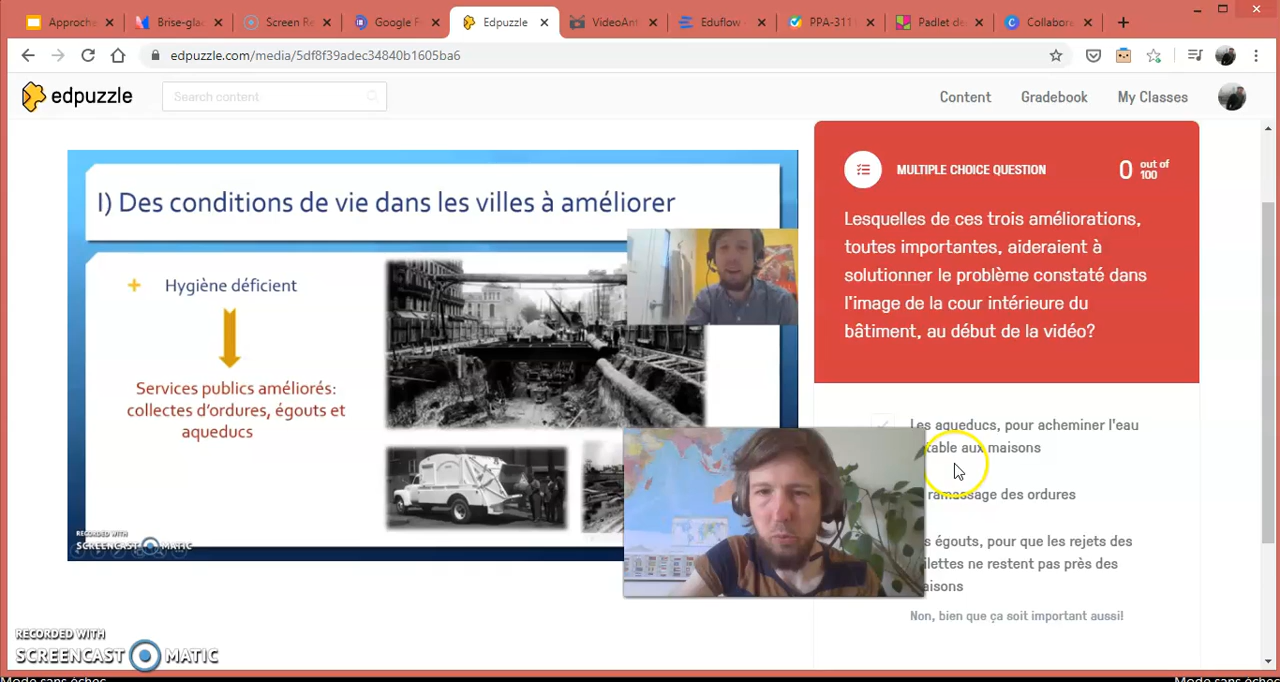 Approche
Brise-glac
Screen Re
Google F
Edpuzzle
VideoAnt
Eduflow
PPA-311
Padlet de
Collabora
edpuzzle.com/media/5df8f39adec34840b1605ba6
edpuzzle
Search content
Content
Gradebook
My Classes
I) Des conditions de vie dans les villes à améliorer
+ Hygiène déficient
Services publics améliorés:
collectes d'ordures, égouts et
aqueducs
RECORDED WITH
SCREENCAST MATIC
MULTIPLE CHOICE QUESTION
0 out of
100
Lesquelles de ces trois améliorations,
toutes importantes, aideraient à
solutionner le problème constaté dans
l'image de la cour intérieure du
bâtiment, au début de la vidéo?
Les aqueducs, pour acheminer l'eau
table aux maisons
ramassage des ordures
s égouts, pour que les rejets des
ilettes ne restent pas près des
aisons
Non, bien que ça soit important aussi!
RECORDED WITH
SCREENCAST MATIC
Mode sans échec
Mode sans échec